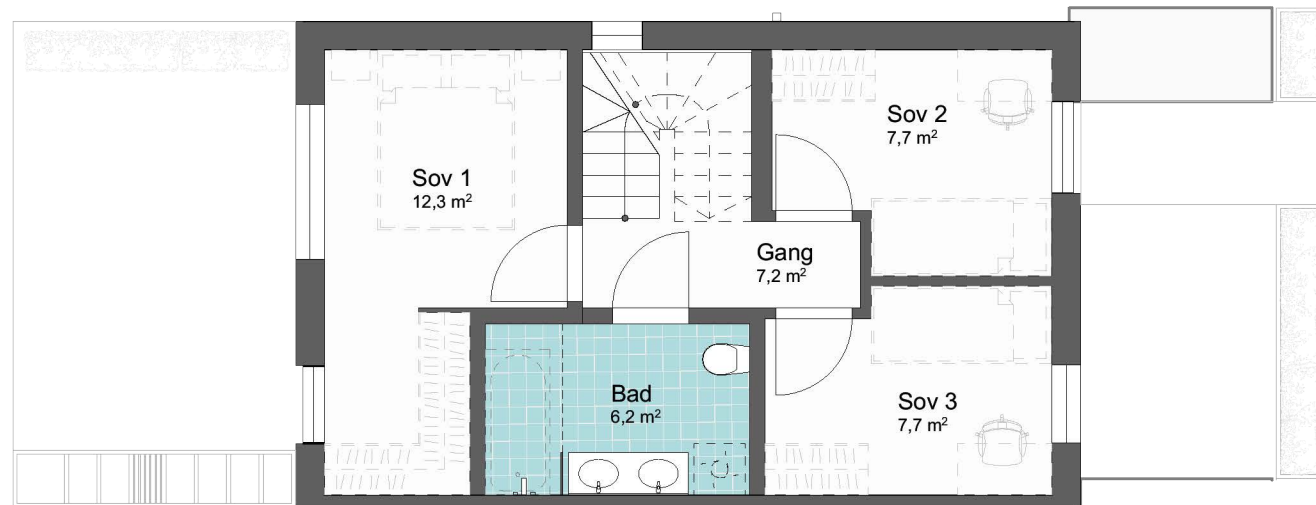 Sov 1
12,3 m²
Sov 2
7,7 m²
Gang
7,2 m²
Bad
6,2 m²
Sov 3
7,7 m²